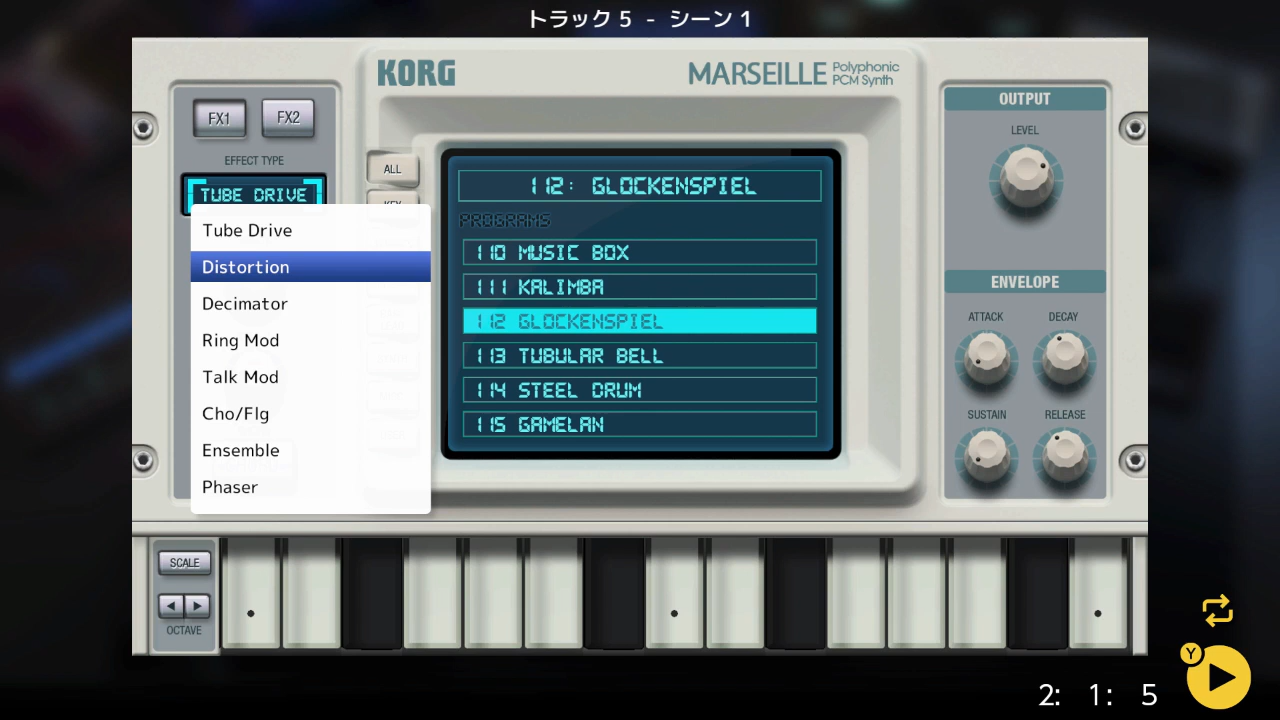 トラック 5 - シーン 1
KORG
MARSEILLE Polyphonic PCM Synth
FX1
FX2
EFFECT TYPE
TUBE DRIVE
Tube Drive
Distortion
Decimator
Ring Mod
Talk Mod
Cho/Flg
Ensemble
Phaser
ALL
KEY
112: GLOCKENSPIEL
PROGRAMS
110 MUSIC BOX
111 KALIMBA
112 GLOCKENSPIEL
113 TUBULAR BELL
114 STEEL DRUM
115 GAMELAN
OUTPUT
LEVEL
ENVELOPE
ATTACK
DECAY
SUSTAIN
RELEASE
SCALE
OCTAVE
Y
2: 1: 5